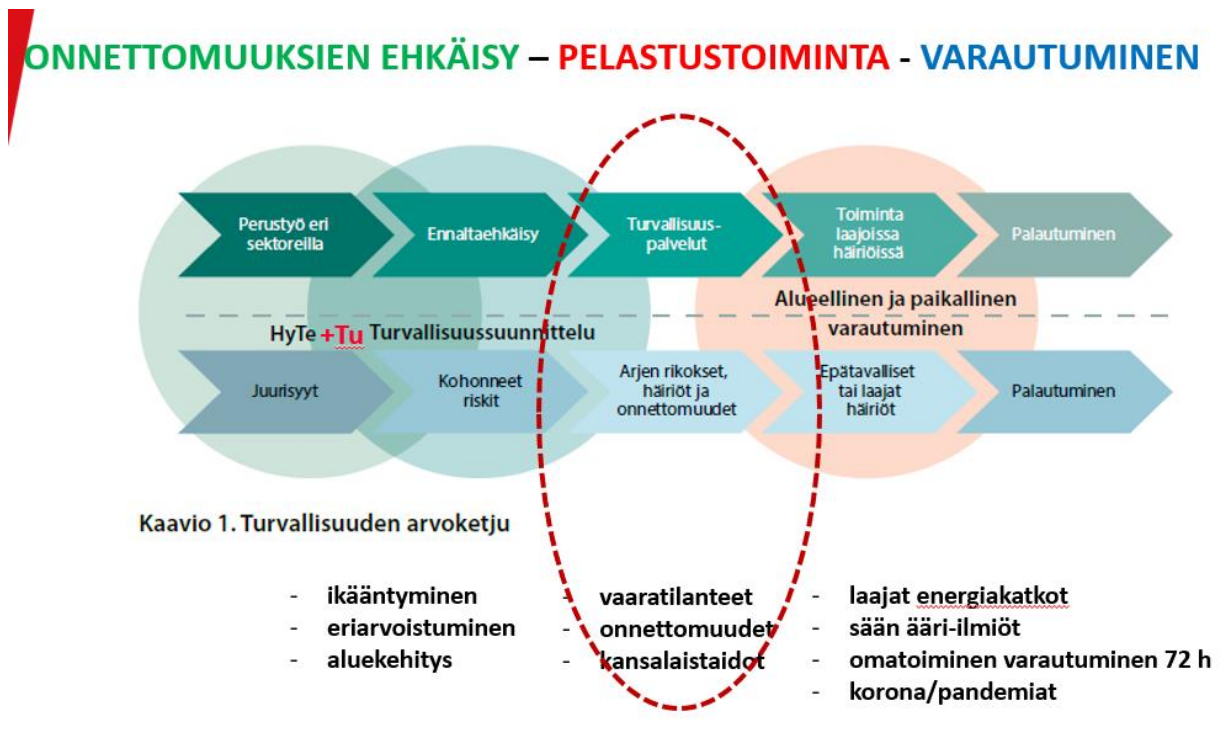 ONNETTOMUUKSIEN EHKÄISY – PELASTUSTOIMINTA - VARAUTUMINEN
Perustyö eri
sektoreilla
Ennaltaehkäisy
Turvallisuus-
palvelut
Toiminta
laajoissa
häiriöissä
Palautuminen
Alueellinen ja paikallinen
varautuminen
HyTe +Tu Turvallisuussuunnittelu
Juurisyyt
Kohonneet
riskit
Arjen rikokset,
häiriöt ja
onnettomuudet
Epätavalliset
tai laajat
häiriöt
Palautuminen
Kaavio 1. Turvallisuuden arvoketju
- ikääntyminen
- eriarvoistuminen
- aluekehitys
- vaaratilanteet
- onnettomuudet
- kansalaistaidot
- laajat energiakatkot
- sään ääri-ilmiöt
- omatoiminen varautuminen 72 h
- korona/pandemiat